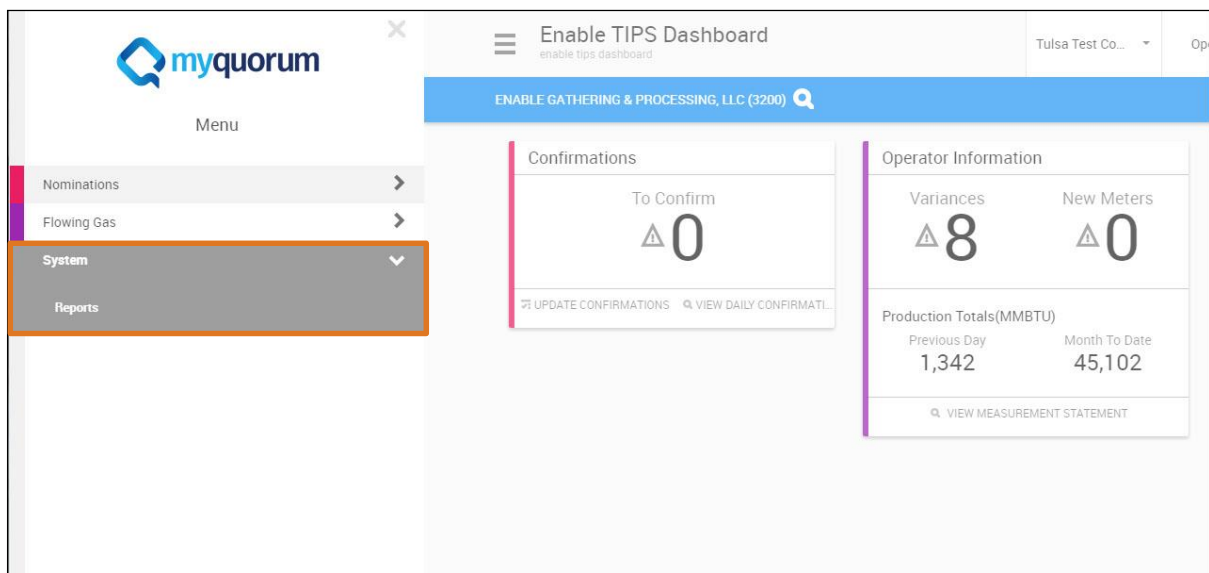 myquorum
Menu
Nominations
Flowing Gas
System
Reports
Enable TIPS Dashboard
enable tips dashboard
Tulsa Test Co...
Ope
ENABLE GATHERING & PROCESSING, LLC (3200)
Confirmations
To Confirm
0
UPDATE CONFIRMATIONS VIEW DAILY CONFIRMATI...
Operator Information
Variances New Meters
8 0
Production Totals(MMBTU)
Previous Day Month To Date
1,342 45,102
VIEW MEASUREMENT STATEMENT